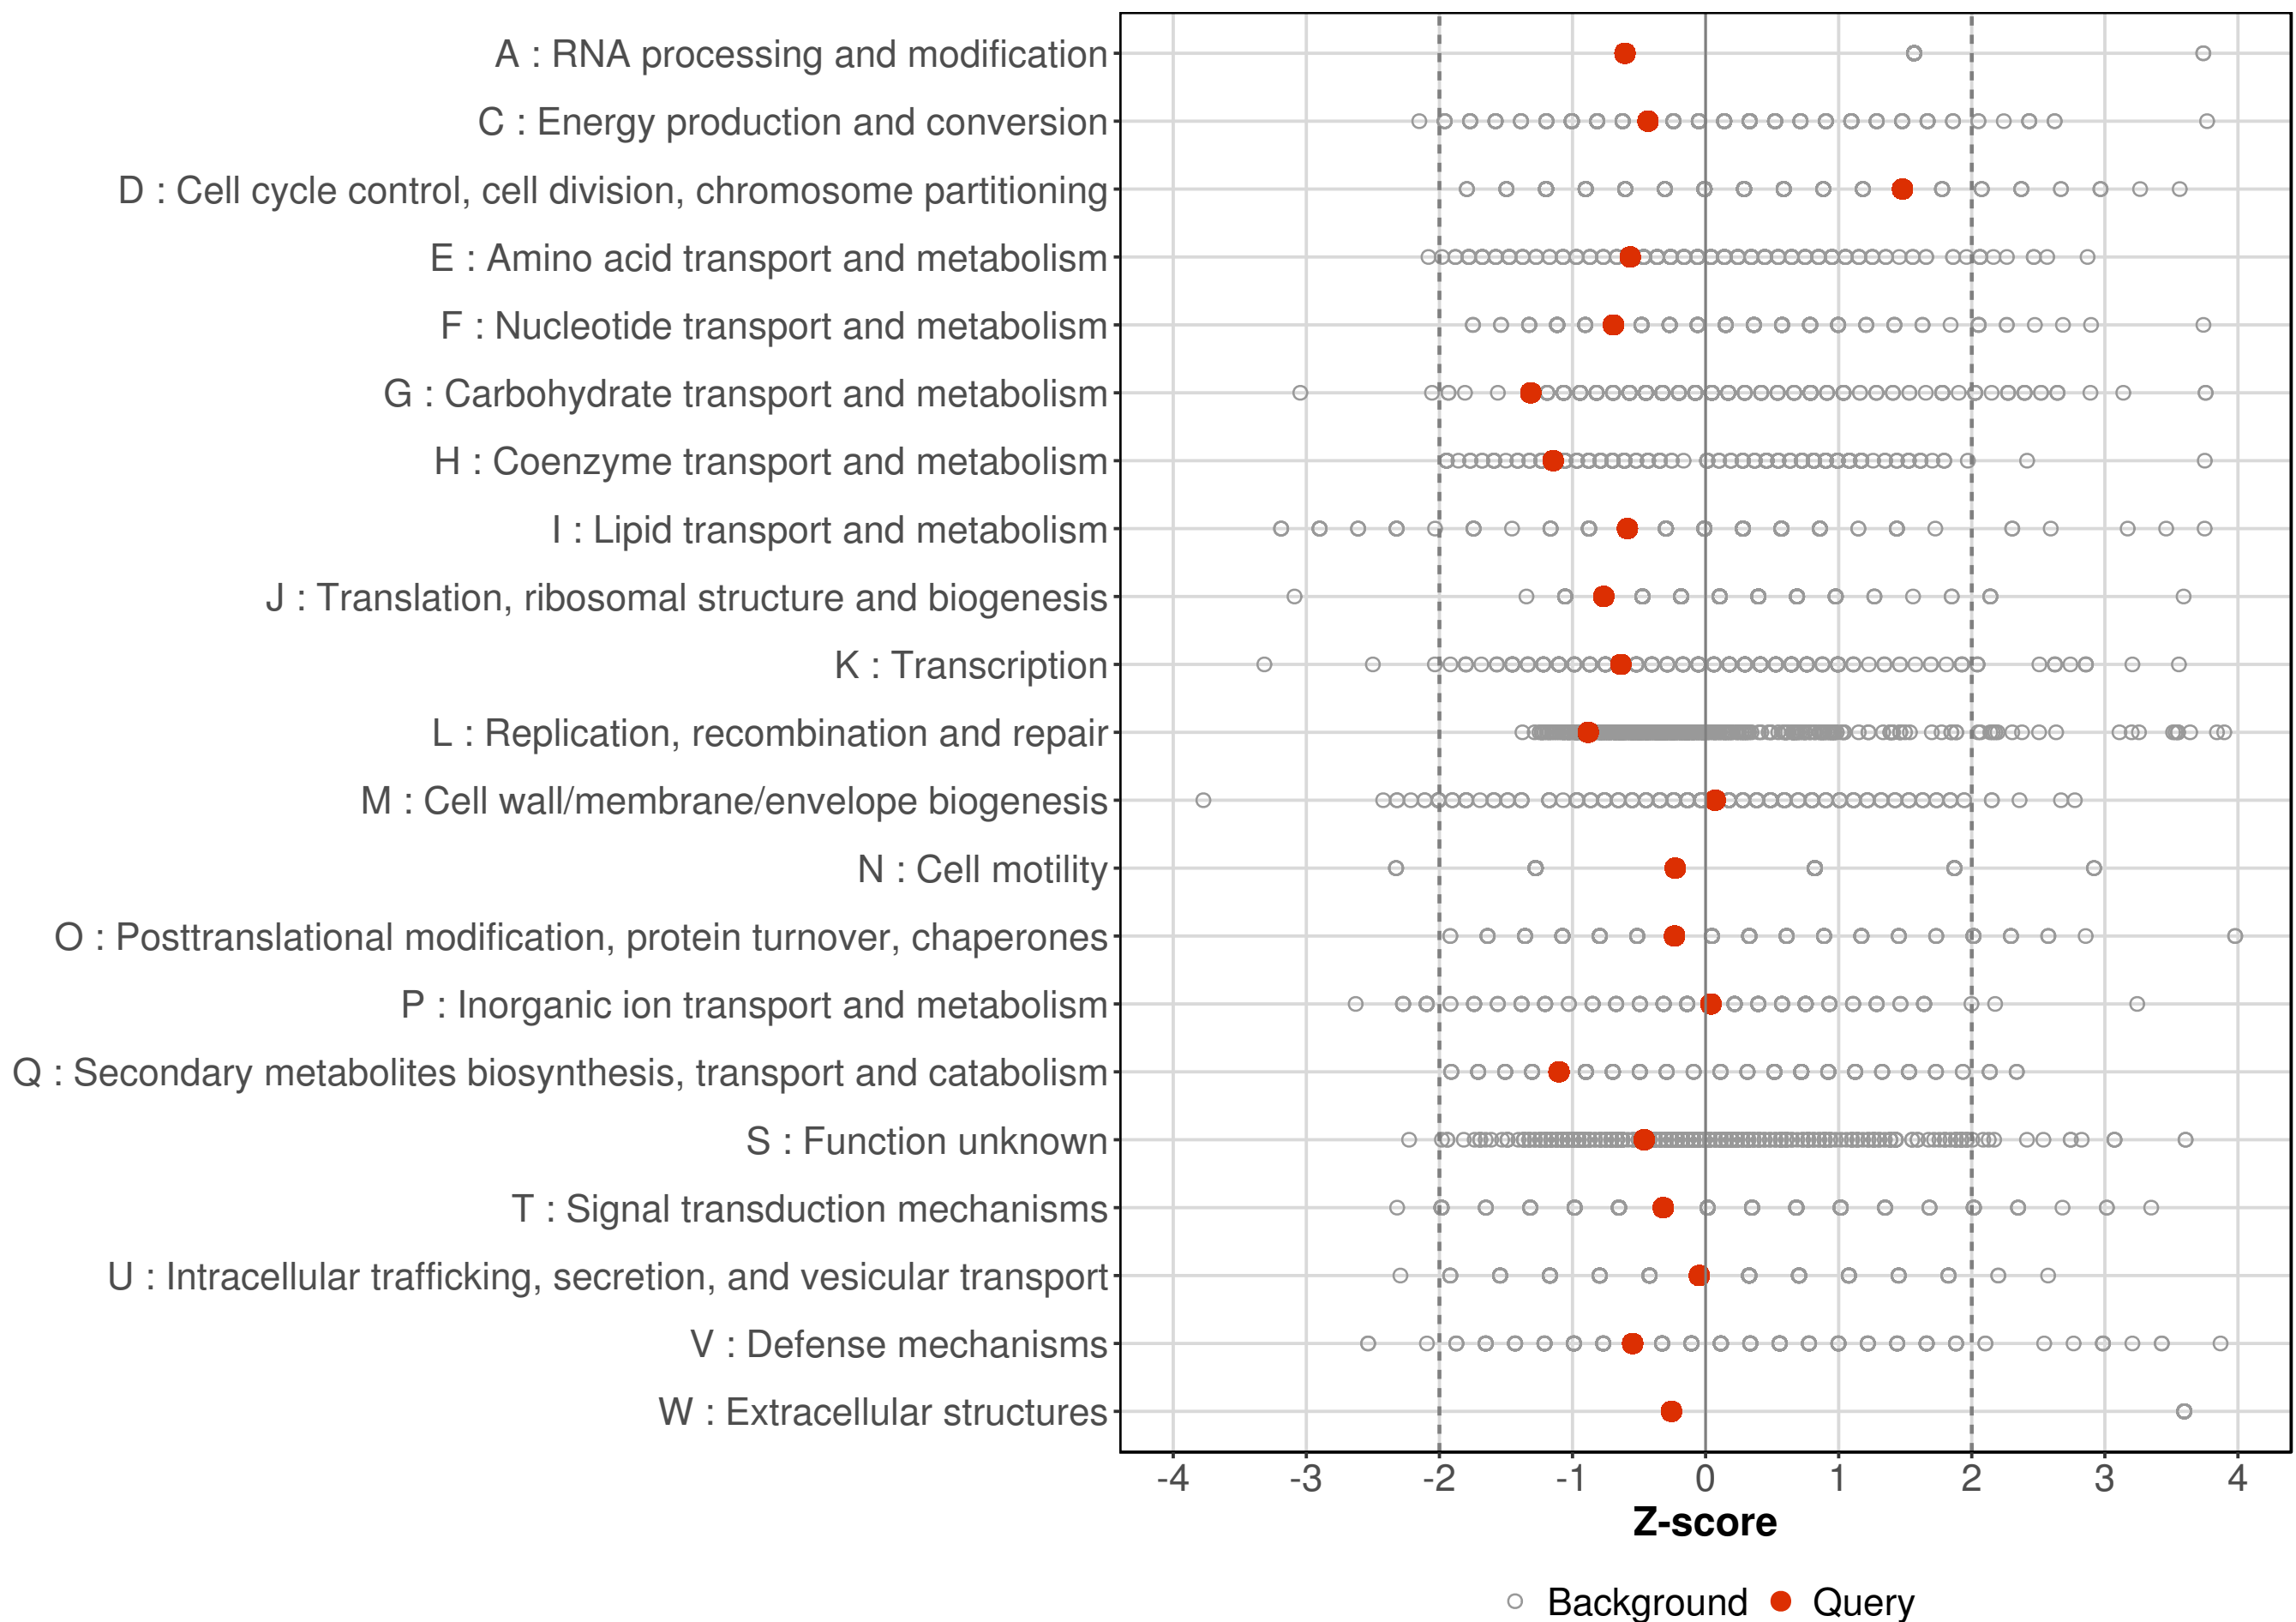 A : RNA processing and modification
C : Energy production and conversion
D : Cell cycle control, cell division, chromosome partitioning
E : Amino acid transport and metabolism
F : Nucleotide transport and metabolism
G : Carbohydrate transport and metabolism
H : Coenzyme transport and metabolism
I : Lipid transport and metabolism
J : Translation, ribosomal structure and biogenesis
K : Transcription
L : Replication, recombination and repair
M : Cell wall/membrane/envelope biogenesis
N : Cell motility
O : Posttranslational modification, protein turnover, chaperones
P : Inorganic ion transport and metabolism
Q : Secondary metabolites biosynthesis, transport and catabolism
S : Function unknown
T : Signal transduction mechanisms
U : Intracellular trafficking, secretion, and vesicular transport
V : Defense mechanisms
W : Extracellular structures
-4 -3 -2 -1 0 1 2 3 4
Z-score
Background Query